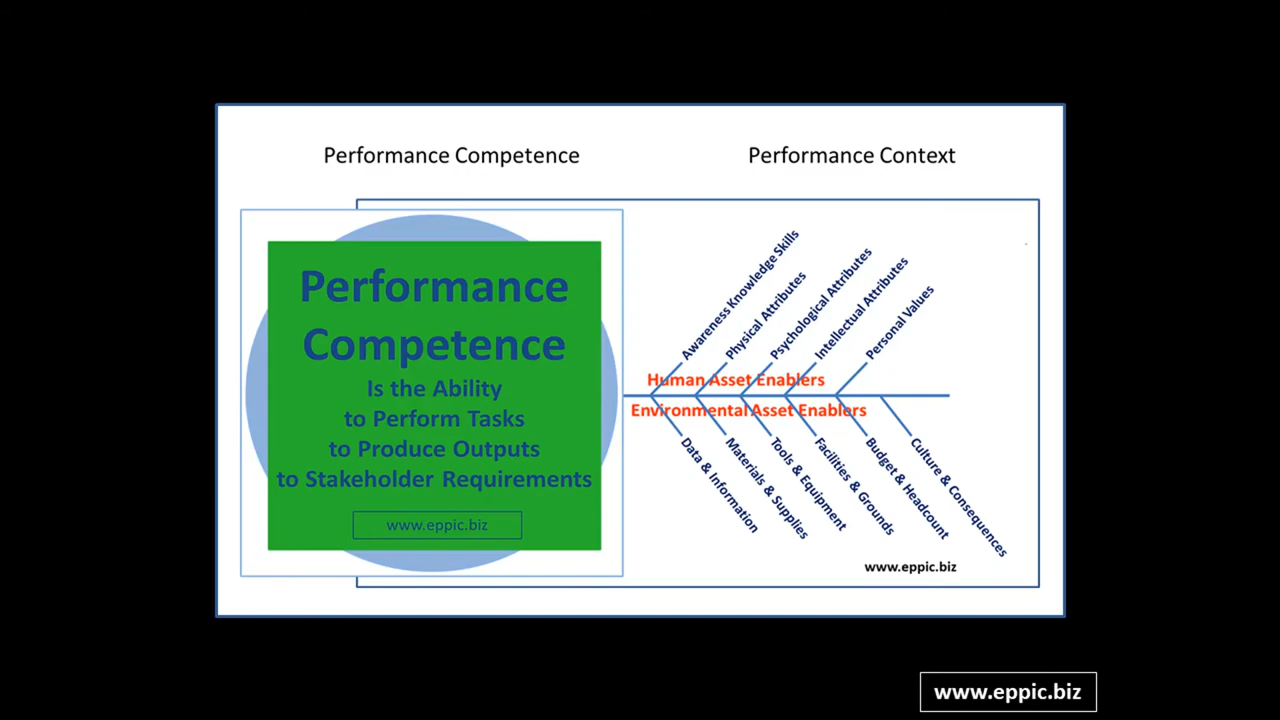 Performance Competence
Performance Context
Performance
Competence
Is the Ability
to Perform Tasks
to Produce Outputs
to Stakeholder Requirements
www.eppic.biz
Awareness Knowledge Skills
Physical Attributes
Psychological Attributes
Intellectual Attributes
Personal Values
Human Asset Enablers
Environmental Asset Enablers
Data & Information
Materials & Supplies
Tools & Equipment
Facilities & Grounds
Budget & Headcount
Culture & Consequences
www.eppic.biz
www.eppic.biz